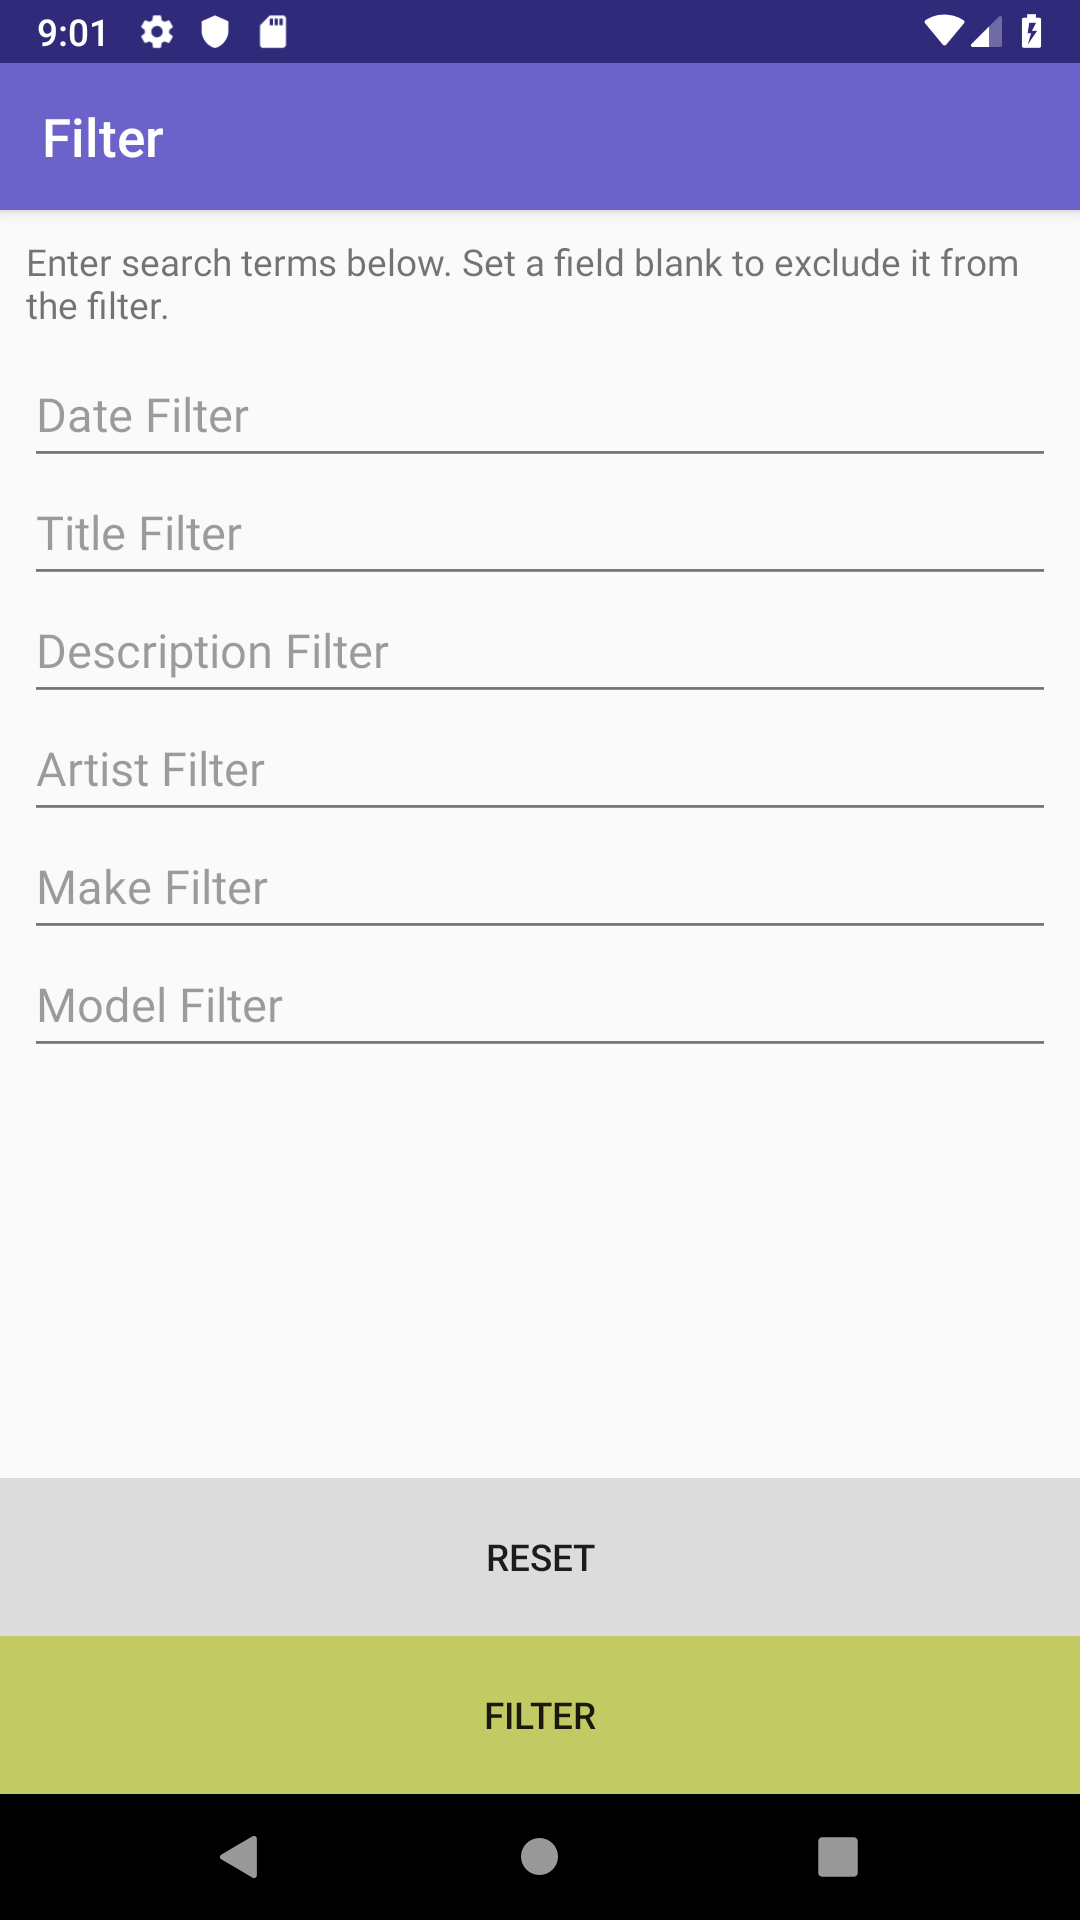 9:01
Filter
Enter search terms below. Set a field blank to exclude it from
the filter.
Date Filter
Title Filter
Description Filter
Artist Filter
Make Filter
Model Filter
RESET
FILTER